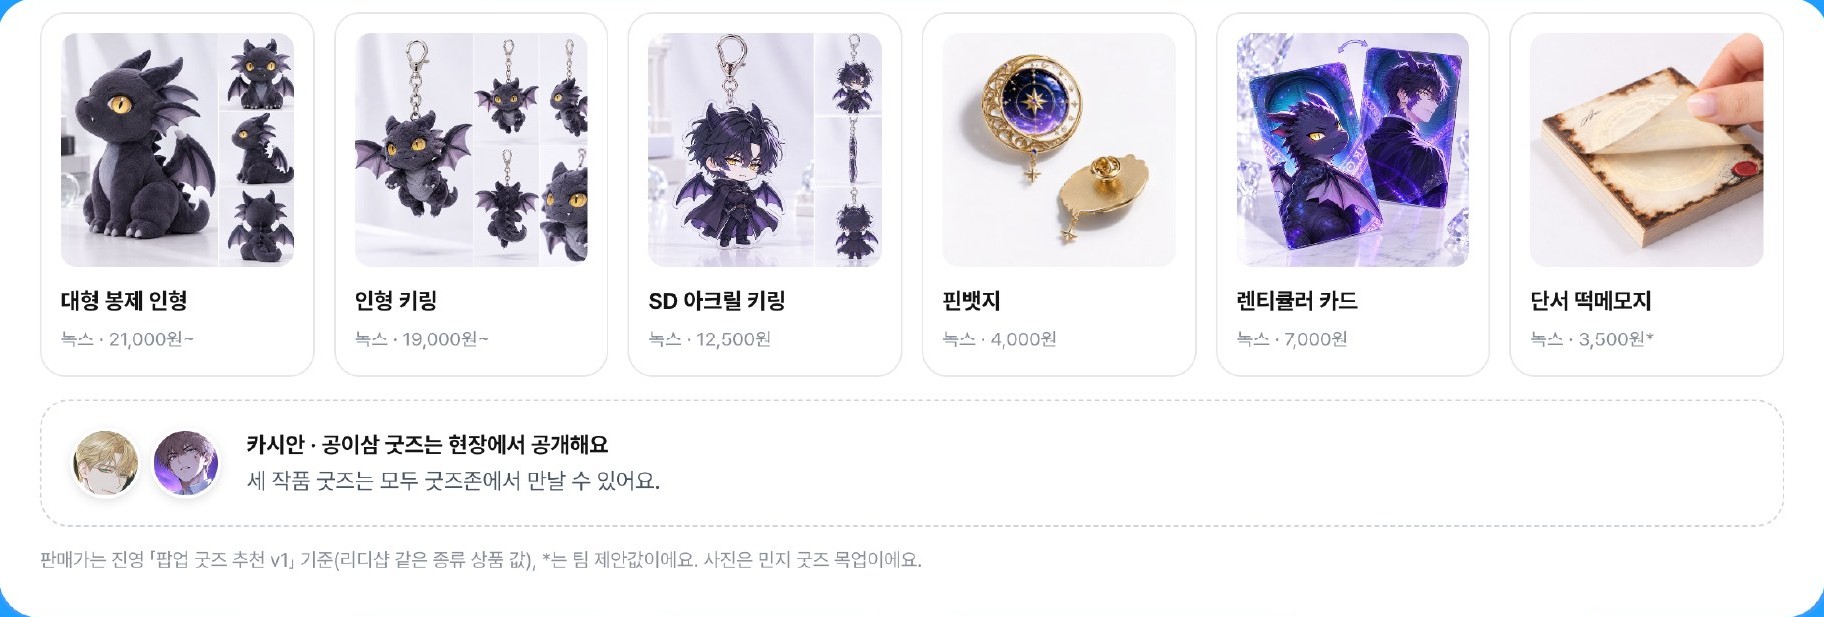 대형 봉제 인형
녹스 · 21,000원~
인형 키링
녹스 · 19,000원~
SD 아크릴 키링
녹스 · 12,500원
핀뱃지
녹스 · 4,000원
렌티큘러 카드
녹스 · 7,000원
단서 떡메모지
녹스 · 3,500원*
카시안 · 공이삼 굿즈는 현장에서 공개해요
세 작품 굿즈는 모두 굿즈존에서 만날 수 있어요.
판매가는 진영 「팝업 굿즈 추천 v1」 기준(리디샵 같은 종류 상품 값), *는 팀 제안값이에요. 사진은 민지 굿즈 목업이에요.